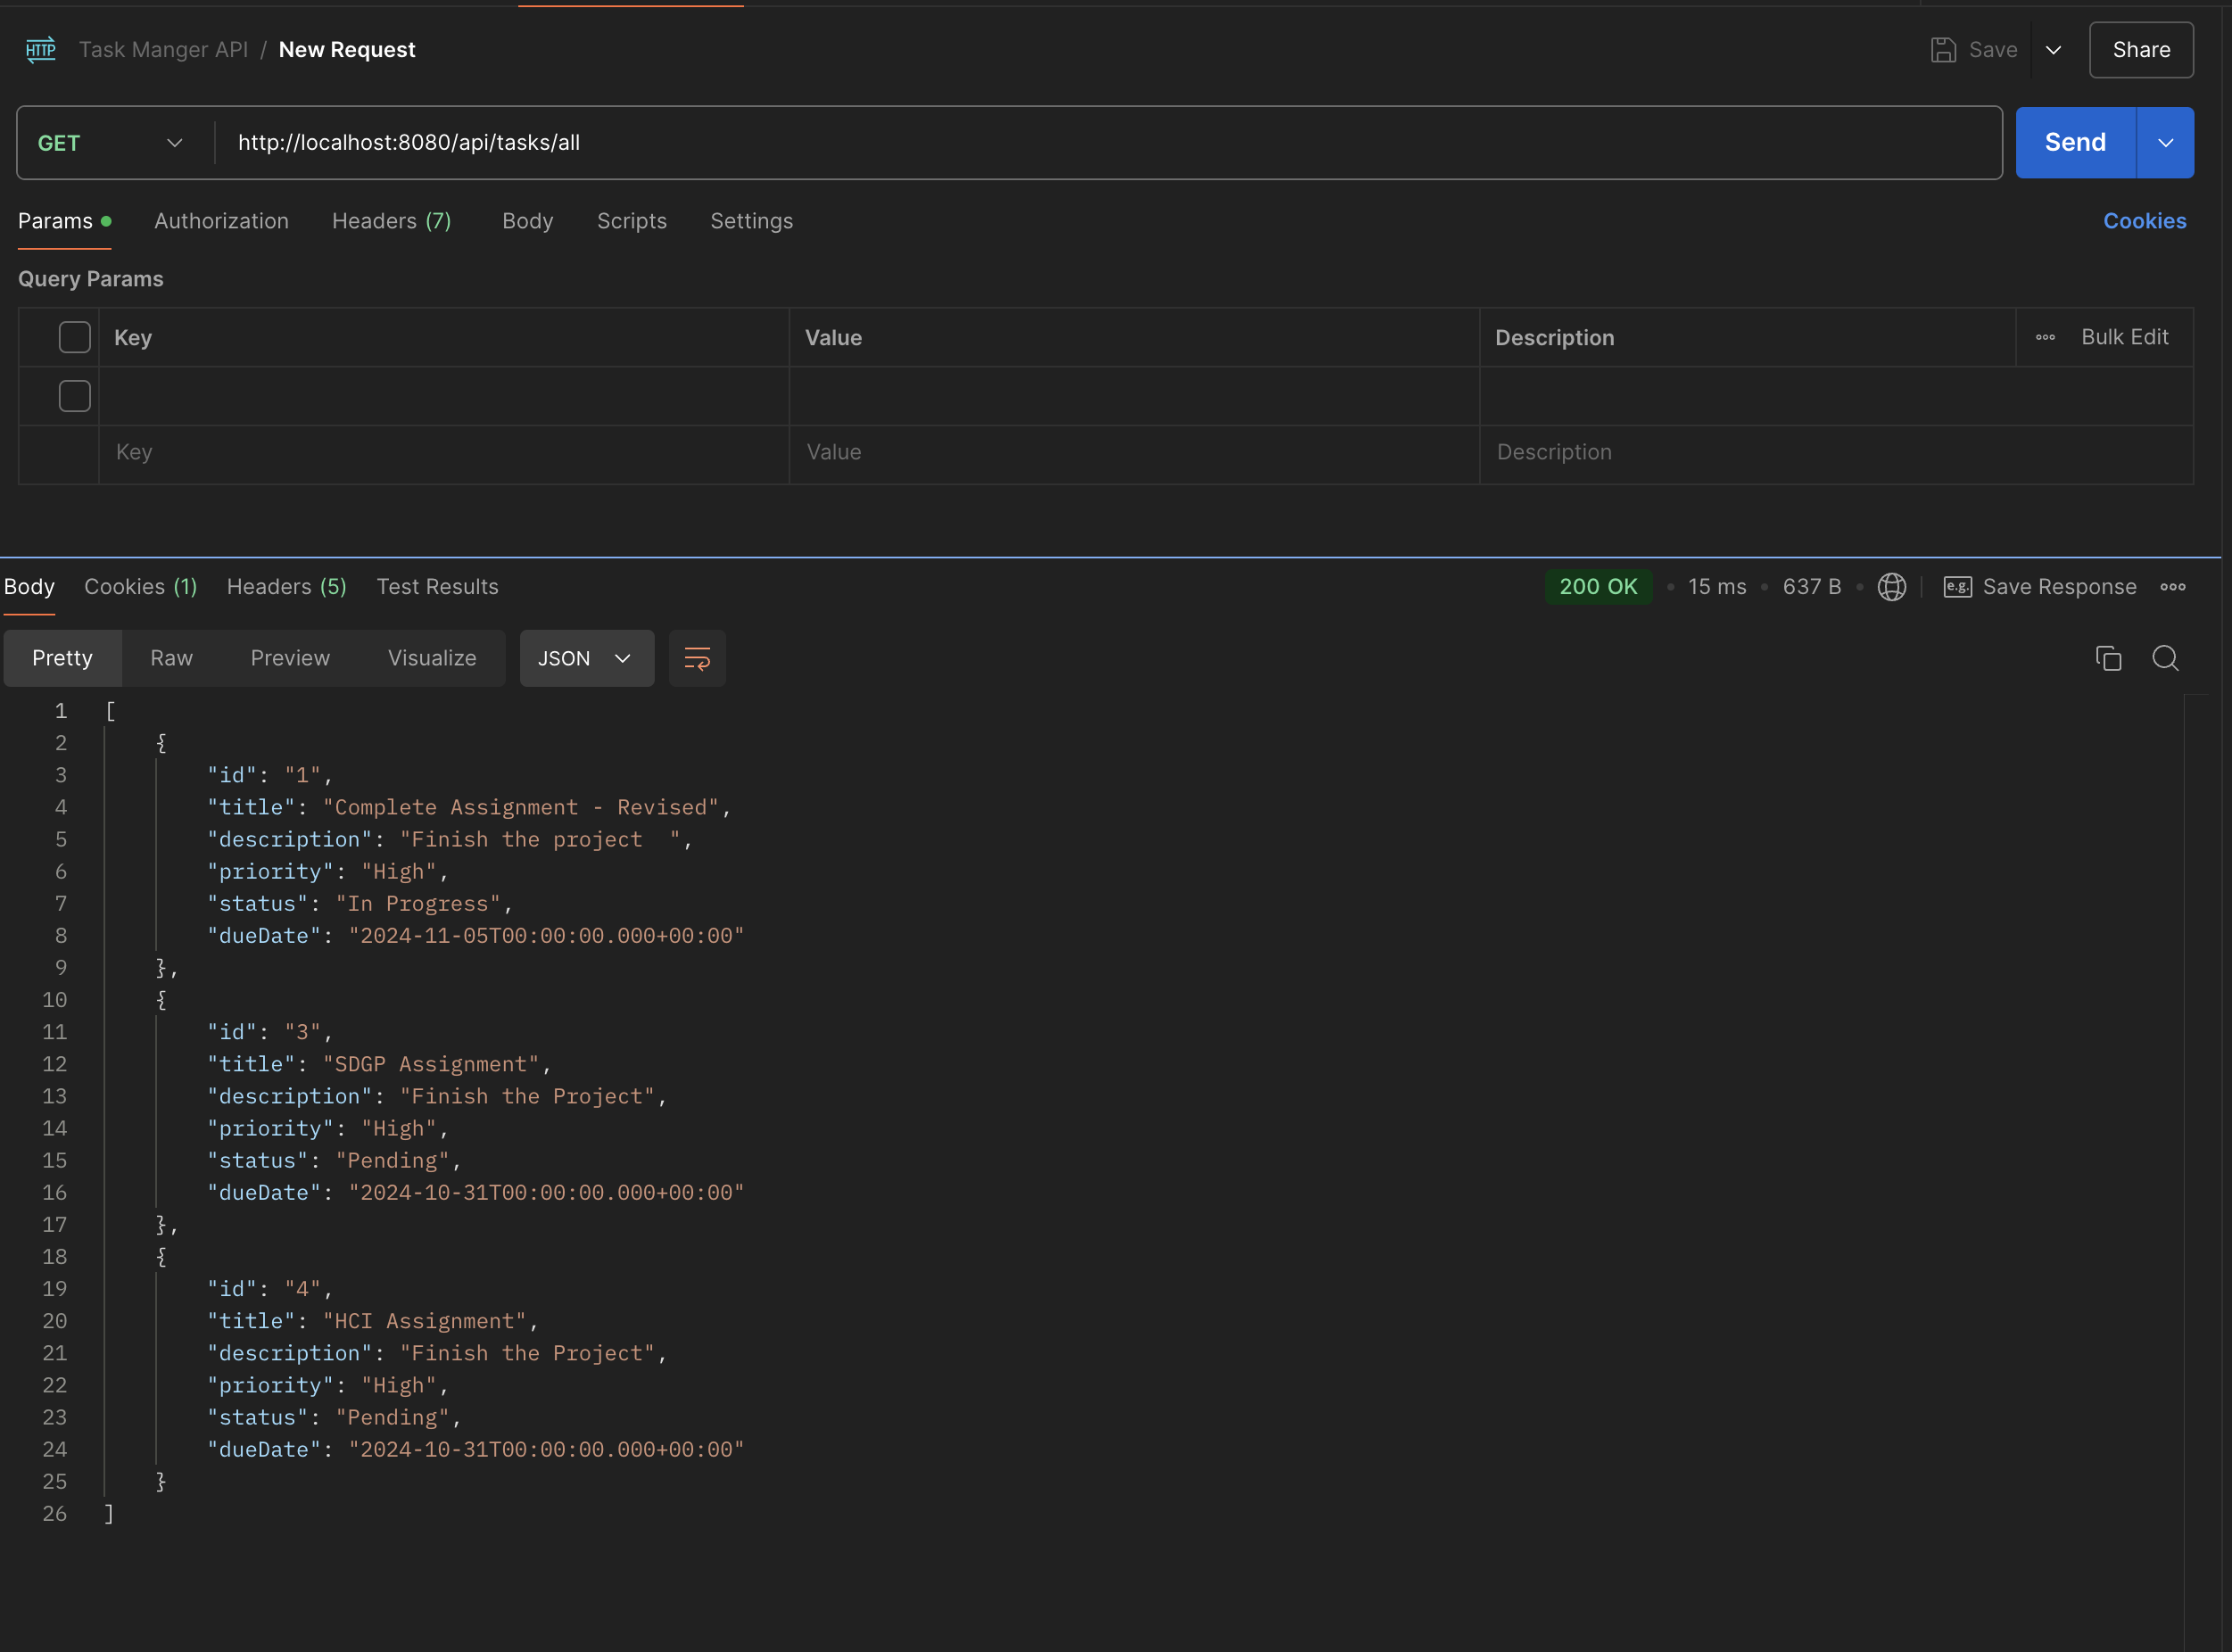 HTTP Task Manger API / New Request Save Share
GET http://localhost:8080/api/tasks/all Send
Params Authorization Headers (7) Body Scripts Settings Cookies
Query Params
Key Value Description Bulk Edit
Key Value Description
Body Cookies (1) Headers (5) Test Results 200 OK • 15 ms • 637 B • e.g. Save Response
Pretty Raw Preview Visualize JSON
1 [
2 {
3 "id": "1",
4 "title": "Complete Assignment - Revised",
5 "description": "Finish the project  ",
6 "priority": "High",
7 "status": "In Progress",
8 "dueDate": "2024-11-05T00:00:00.000+00:00"
9 },
10 {
11 "id": "3",
12 "title": "SDGP Assignment",
13 "description": "Finish the Project",
14 "priority": "High",
15 "status": "Pending",
16 "dueDate": "2024-10-31T00:00:00.000+00:00"
17 },
18 {
19 "id": "4",
20 "title": "HCI Assignment",
21 "description": "Finish the Project",
22 "priority": "High",
23 "status": "Pending",
24 "dueDate": "2024-10-31T00:00:00.000+00:00"
25 }
26 ]